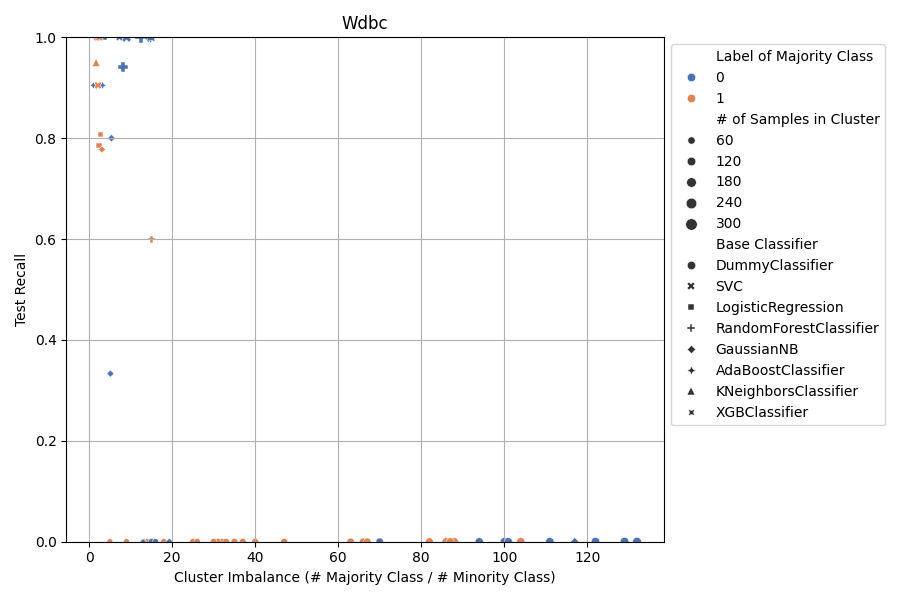 Wdbc
1.0
0.8
0.6
0.4
0.2
0.0
Test Recall
0 20 40 60 80 100 120
Cluster Imbalance (# Majority Class / # Minority Class)
Label of Majority Class
0
1
# of Samples in Cluster
60
120
180
240
300
Base Classifier
DummyClassifier
SVC
LogisticRegression
RandomForestClassifier
GaussianNB
AdaBoostClassifier
KNeighborsClassifier
XGBClassifier